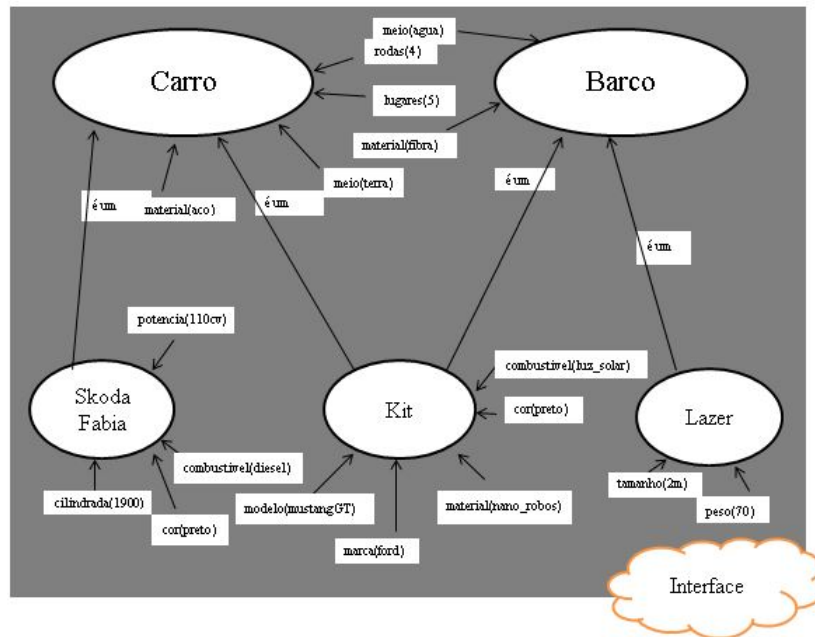 meio(agua)
rodas(4)
Carro
Barco
lugares(5)
material(fibra)
meio(terra)
é um
é um
material(aco)
é um
é um
potencia(110cv)
combustivel(luz_solar)
Skoda
Fabia
Kit
cor(preto)
Lazer
combustivel(diesel)
tamanho(2m)
cilindrada(1900)
modelo(mustangGT)
material(nano_robos)
peso(70)
cor(preto)
marca(ford)
Interface